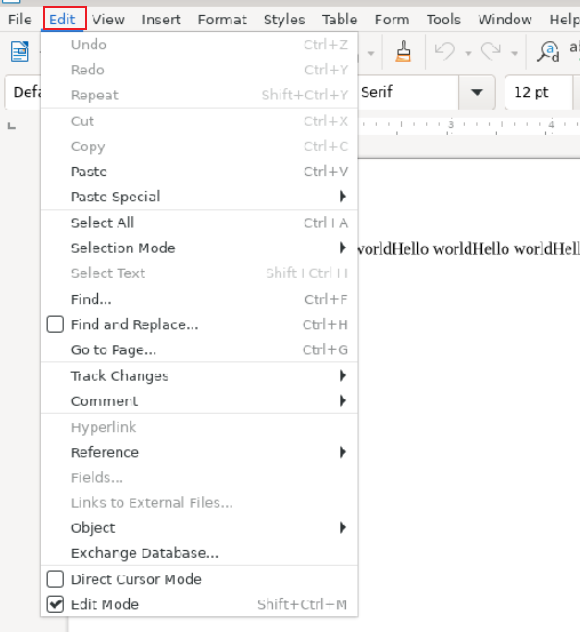 File Edit View Insert Format Styles Table Form Tools Window Help
Undo Ctrl+Z
Redo Ctrl+Y
Repeat Shift+Ctrl+Y
Serif 12 pt
Cut Ctrl+X
3 4
Copy Ctrl+C
Paste Ctrl+V
Paste Special
Select All Ctrl+A
Selection Mode
Hello worldHello
Select Text Shift+Ctrl+I
Find... Ctrl+F
Find and Replace... Ctrl+H
Go to Page... Ctrl+G
Track Changes
Comment
Hyperlink
Reference
Fields...
Links to External Files...
Object
Exchange Database...
Direct Cursor Mode
Edit Mode Shift+Ctrl+M